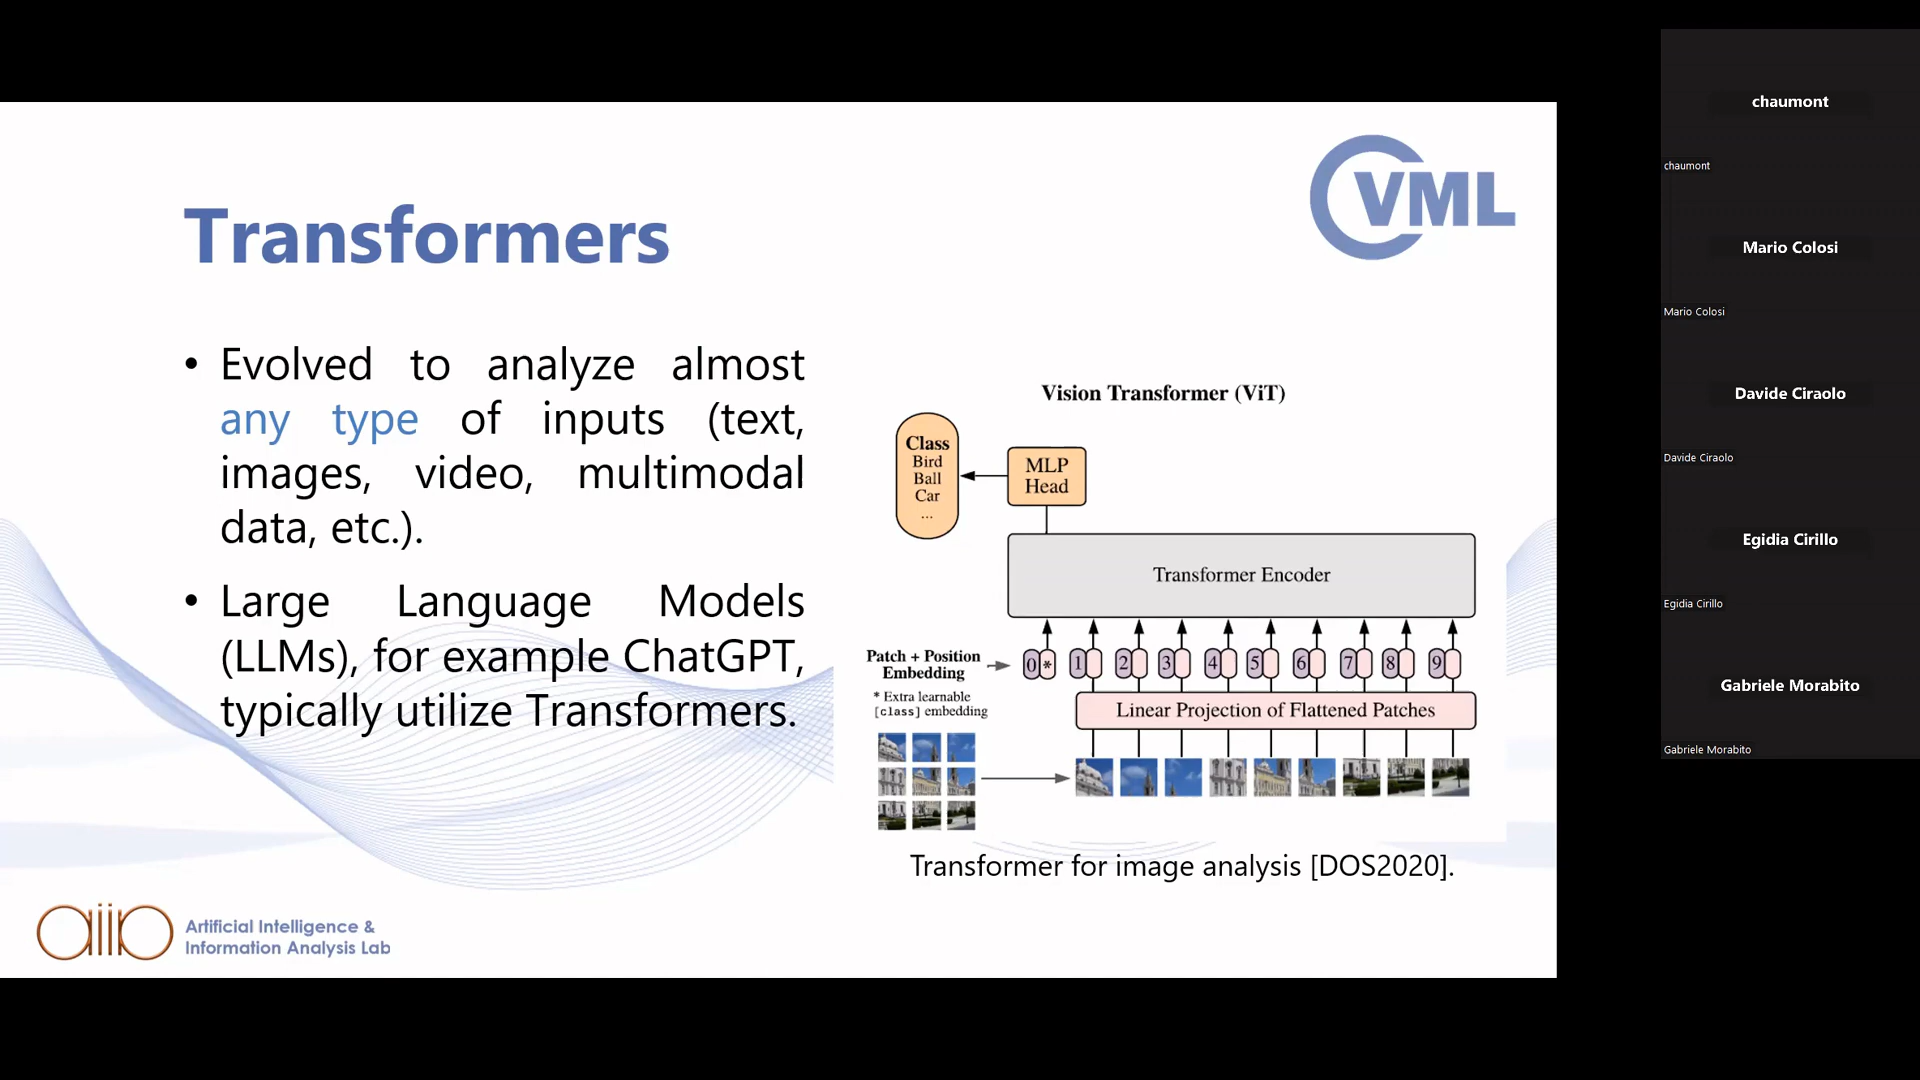 VML
Transformers
• Evolved to analyze almost
any type of inputs (text,
images, video, multimodal
data, etc.).
• Large Language Models
(LLMs), for example ChatGPT,
typically utilize Transformers.
Vision Transformer (ViT)
Class
Bird
Ball
Car
...
MLP
Head
Transformer Encoder
Patch + Position
Embedding
* Extra learnable
[class] embedding
0 * 1 2 3 4 5 6 7 8 9
Linear Projection of Flattened Patches
Transformer for image analysis [DOS2020].
aiia
Artificial Intelligence &
Information Analysis Lab
chaumont
chaumont
Mario Colosi
Mario Colosi
Davide Ciraolo
Davide Ciraolo
Egidia Cirillo
Egidia Cirillo
Gabriele Morabito
Gabriele Morabito